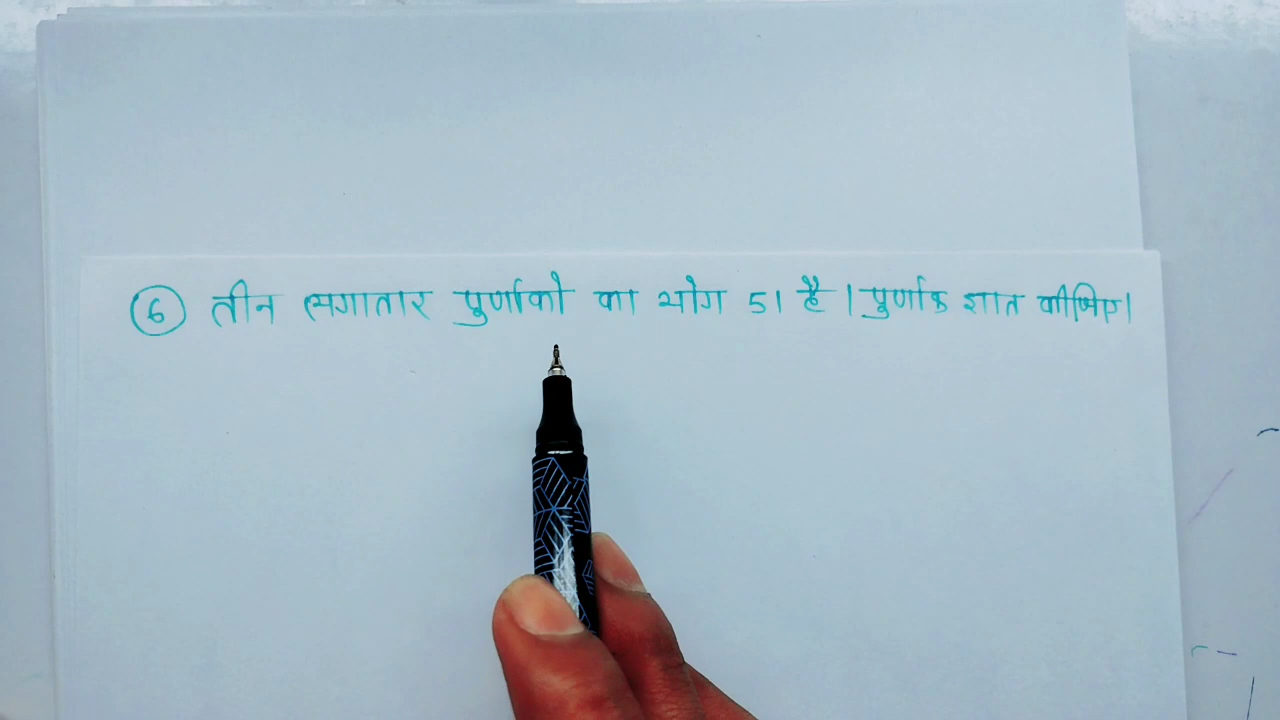 ⑥ तीन लगातार पुर्णाको का योग 51 है। पुर्णाक ज्ञात कीजिए।